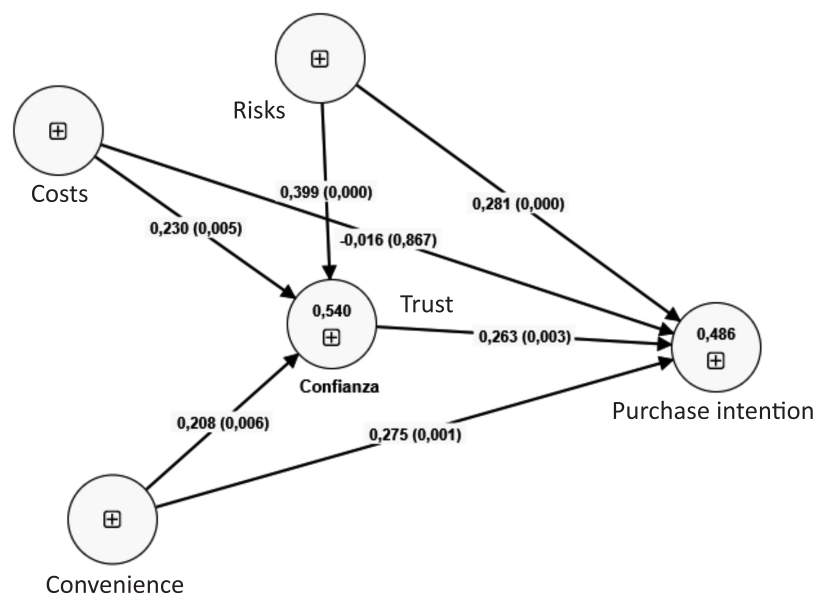 Risks
Costs
0,399 (0,000)
0,281 (0,000)
0,230 (0,005)
-0,016 (0,867)
0,540
Trust
0,263 (0,003)
0,486
Confianza
Purchase intention
0,208 (0,006)
0,275 (0,001)
Convenience